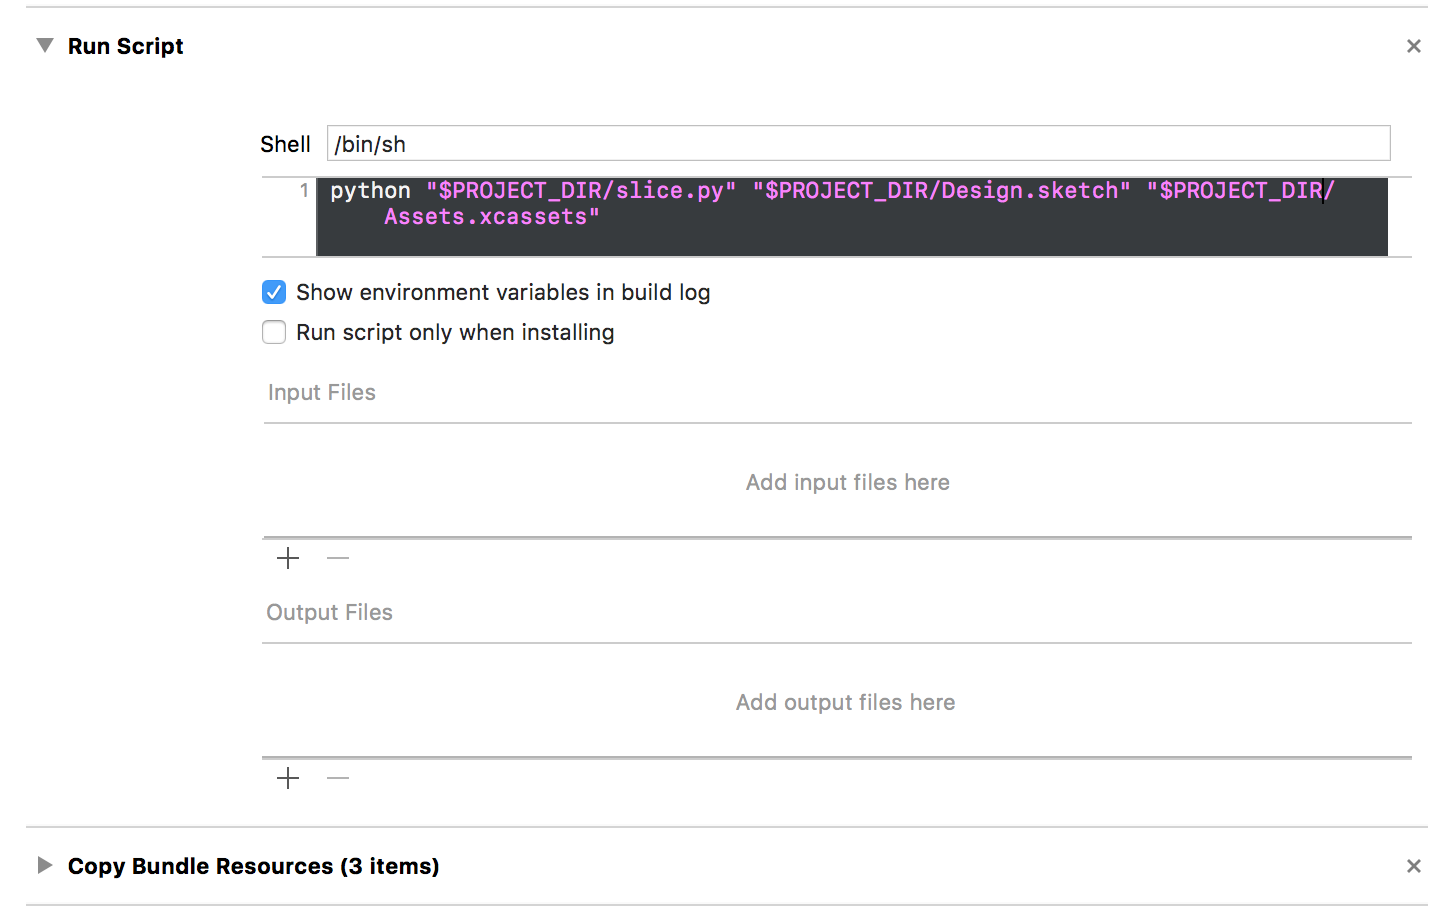 Run Script
Shell /bin/sh
1 python "$PROJECT_DIR/slice.py" "$PROJECT_DIR/Design.sketch" "$PROJECT_DIR/
Assets.xcassets"
Show environment variables in build log
Run script only when installing
Input Files
Add input files here
Output Files
Add output files here
Copy Bundle Resources (3 items)